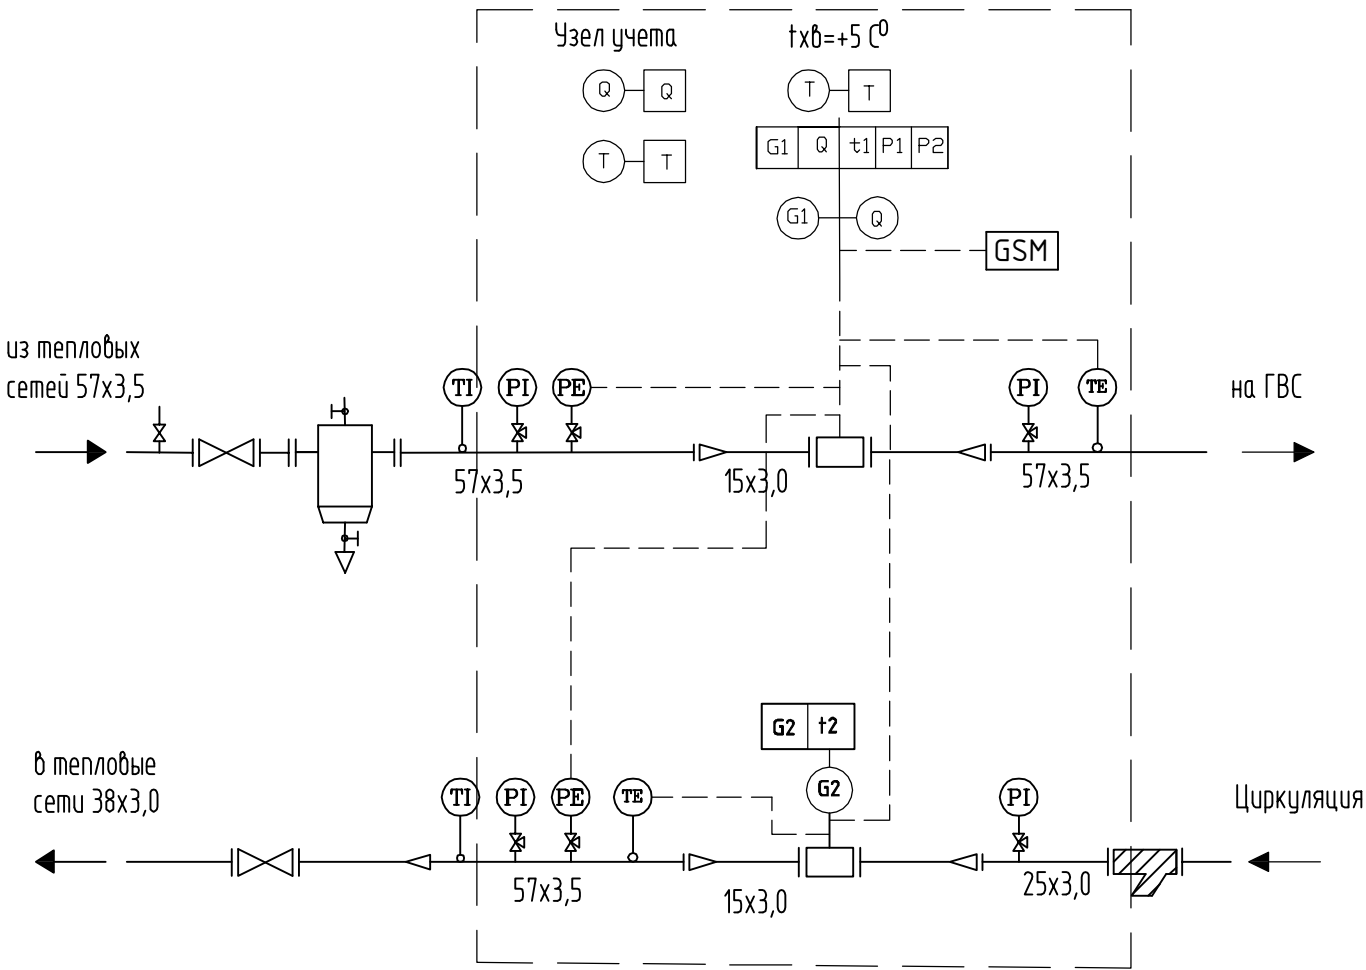 Узел учета
tхв=+5 C⁰
Q Q
T T
T T
G1 Q t1 P1 P2
G1 Q
GSM
из тепловых
сетей 57х3,5
TI PI PE PI TE
на ГВС
57х3,5 15х3,0 57х3,5
G2 t2
G2
в тепловые
сети 38х3,0
TI PI PE TE PI
Циркуляция
57х3,5 15х3,0 25х3,0